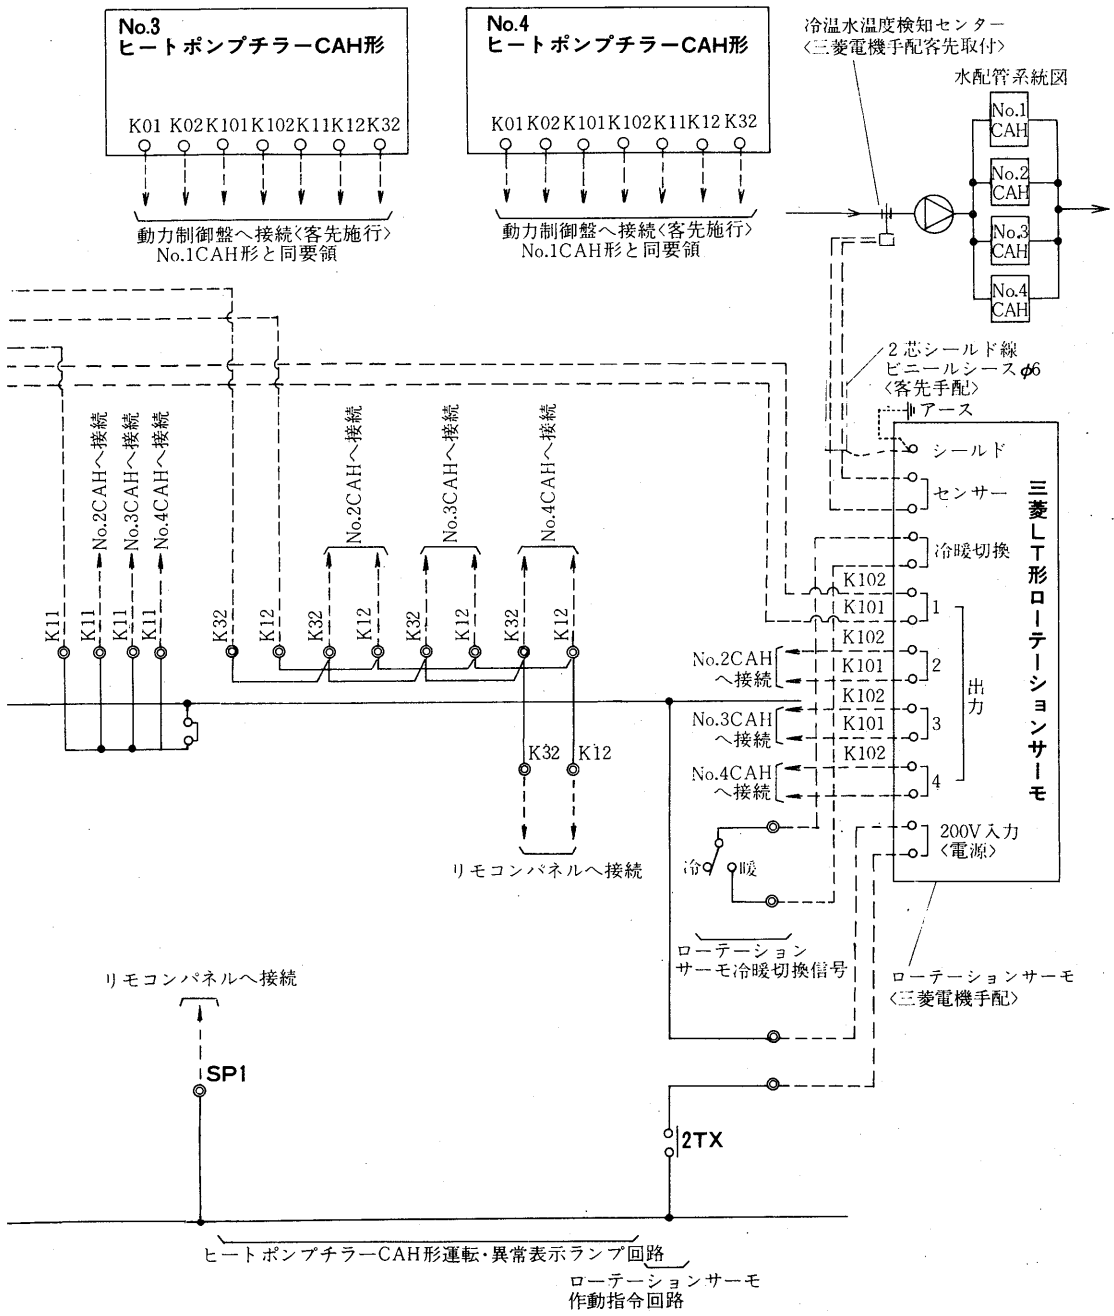 No.3
ヒートポンプチラーCAH形
K01 K02 K101 K102 K11 K12 K32
動力制御盤へ接続〈客先施行〉
No.1CAH形と同要領
No.4
ヒートポンプチラーCAH形
K01 K02 K101 K102 K11 K12 K32
動力制御盤へ接続〈客先施行〉
No.1CAH形と同要領
冷温水温度検知センター
〈三菱電機手配客先取付〉
水配管系統図
No.1
CAH
No.2
CAH
No.3
CAH
No.4
CAH
2芯シールド線
ビニールシースφ6
〈客先手配〉
アース
シールド
センサー
冷暖切換
三菱LT形ローテーションサーモ
K102
K101
1
K102
K101
2
K102
K101
3
K102
4
出力
200V入力
〈電源〉
No.2CAH
へ接続
No.3CAH
へ接続
No.4CAH
へ接続
No.2CAHへ接続
No.3CAHへ接続
No.4CAHへ接続
No.2CAHへ接続
No.3CAHへ接続
No.4CAHへ接続
K11
K11
K11
K11
K32
K12
K32
K12
K32
K12
K32
K12
K32
K12
リモコンパネルへ接続
冷
暖
ローテーション
サーモ冷暖切換信号
ローテーションサーモ
〈三菱電機手配〉
リモコンパネルへ接続
SP1
2TX
ヒートポンプチラーCAH形運転・異常表示ランプ回路
ローテーションサーモ
作動指令回路